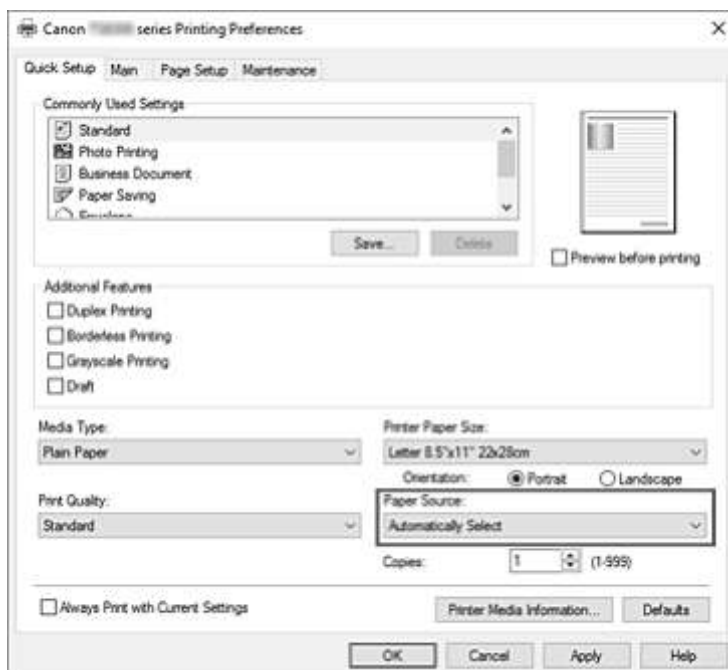 Canon series Printing Preferences
Quick Setup Main Page Setup Maintenance
Commonly Used Settings
Standard
Photo Printing
Business Document
Paper Saving
Envelope
Save... Delete
Preview before printing
Additional Features
Duplex Printing
Borderless Printing
Grayscale Printing
Draft
Media Type: Printer Paper Size:
Plain Paper Letter 8.5"x11" 22x28cm
Orientation: Portrait Landscape
Print Quality: Paper Source:
Standard Automatically Select
Copies: 1 (1-999)
Always Print with Current Settings Printer Media Information... Defaults
OK Cancel Apply Help